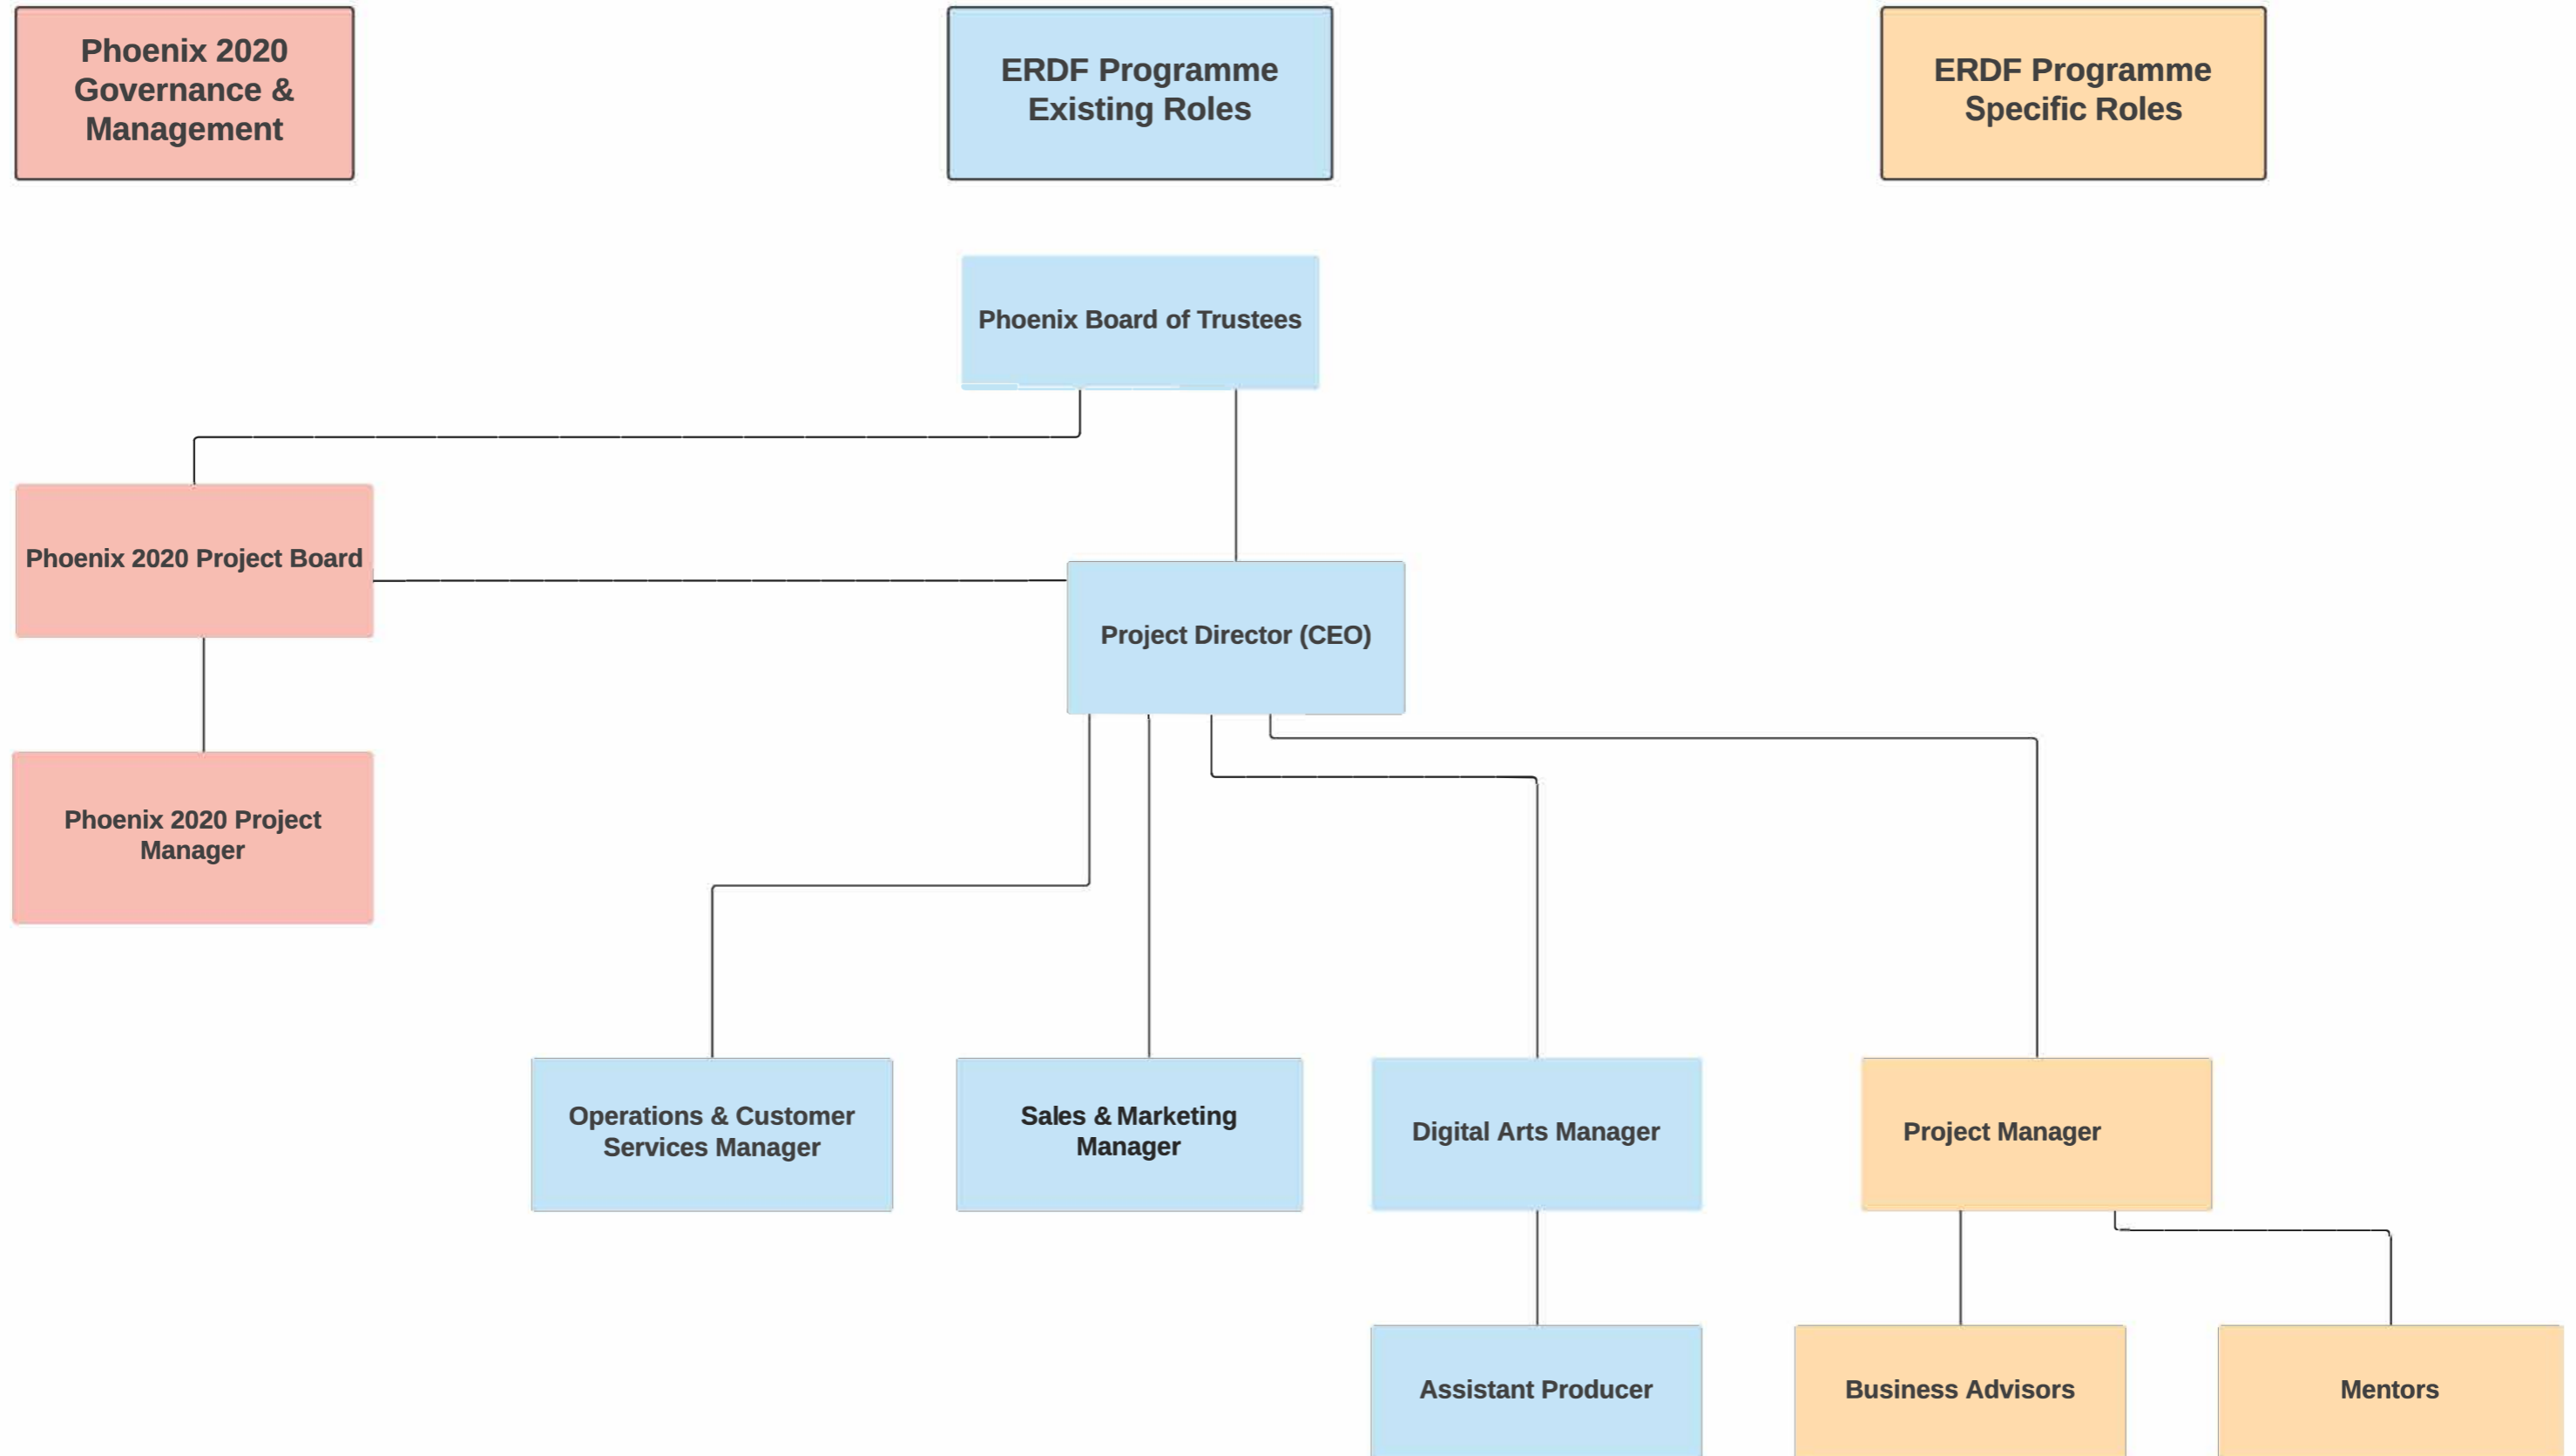 Phoenix 2020
Governance &
Management
ERDF Programme
Existing Roles
ERDF Programme
Specific Roles
Phoenix Board of Trustees
Phoenix 2020 Project Board
Project Director (CEO)
Phoenix 2020 Project
Manager
Operations & Customer
Services Manager
Sales & Marketing
Manager
Digital Arts Manager
Project Manager
Assistant Producer
Business Advisors
Mentors